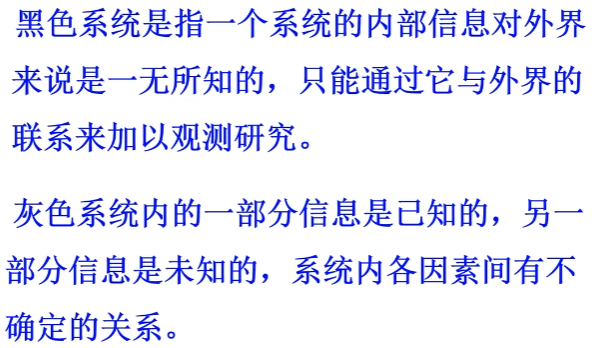 黑色系统是指一个系统的内部信息对外界
来说是一无所知的，只能通过它与外界的
联系来加以观测研究。
灰色系统内的一部分信息是已知的，另一
部分信息是未知的，系统内各因素间有不
确定的关系。